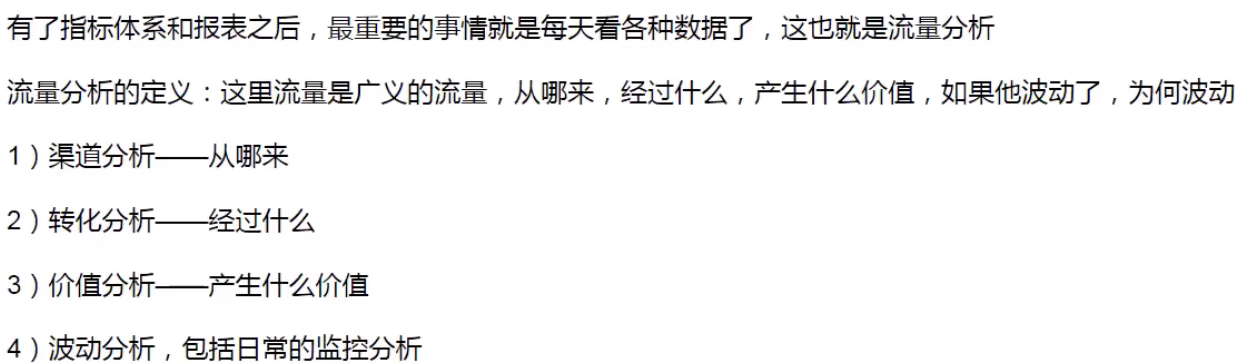 有了指标体系和报表之后，最重要的事情就是每天看各种数据了，这也就是流量分析
流量分析的定义：这里流量是广义的流量，从哪来，经过什么，产生什么价值，如果他波动了，为何波动
1）渠道分析——从哪来
2）转化分析——经过什么
3）价值分析——产生什么价值
4）波动分析，包括日常的监控分析